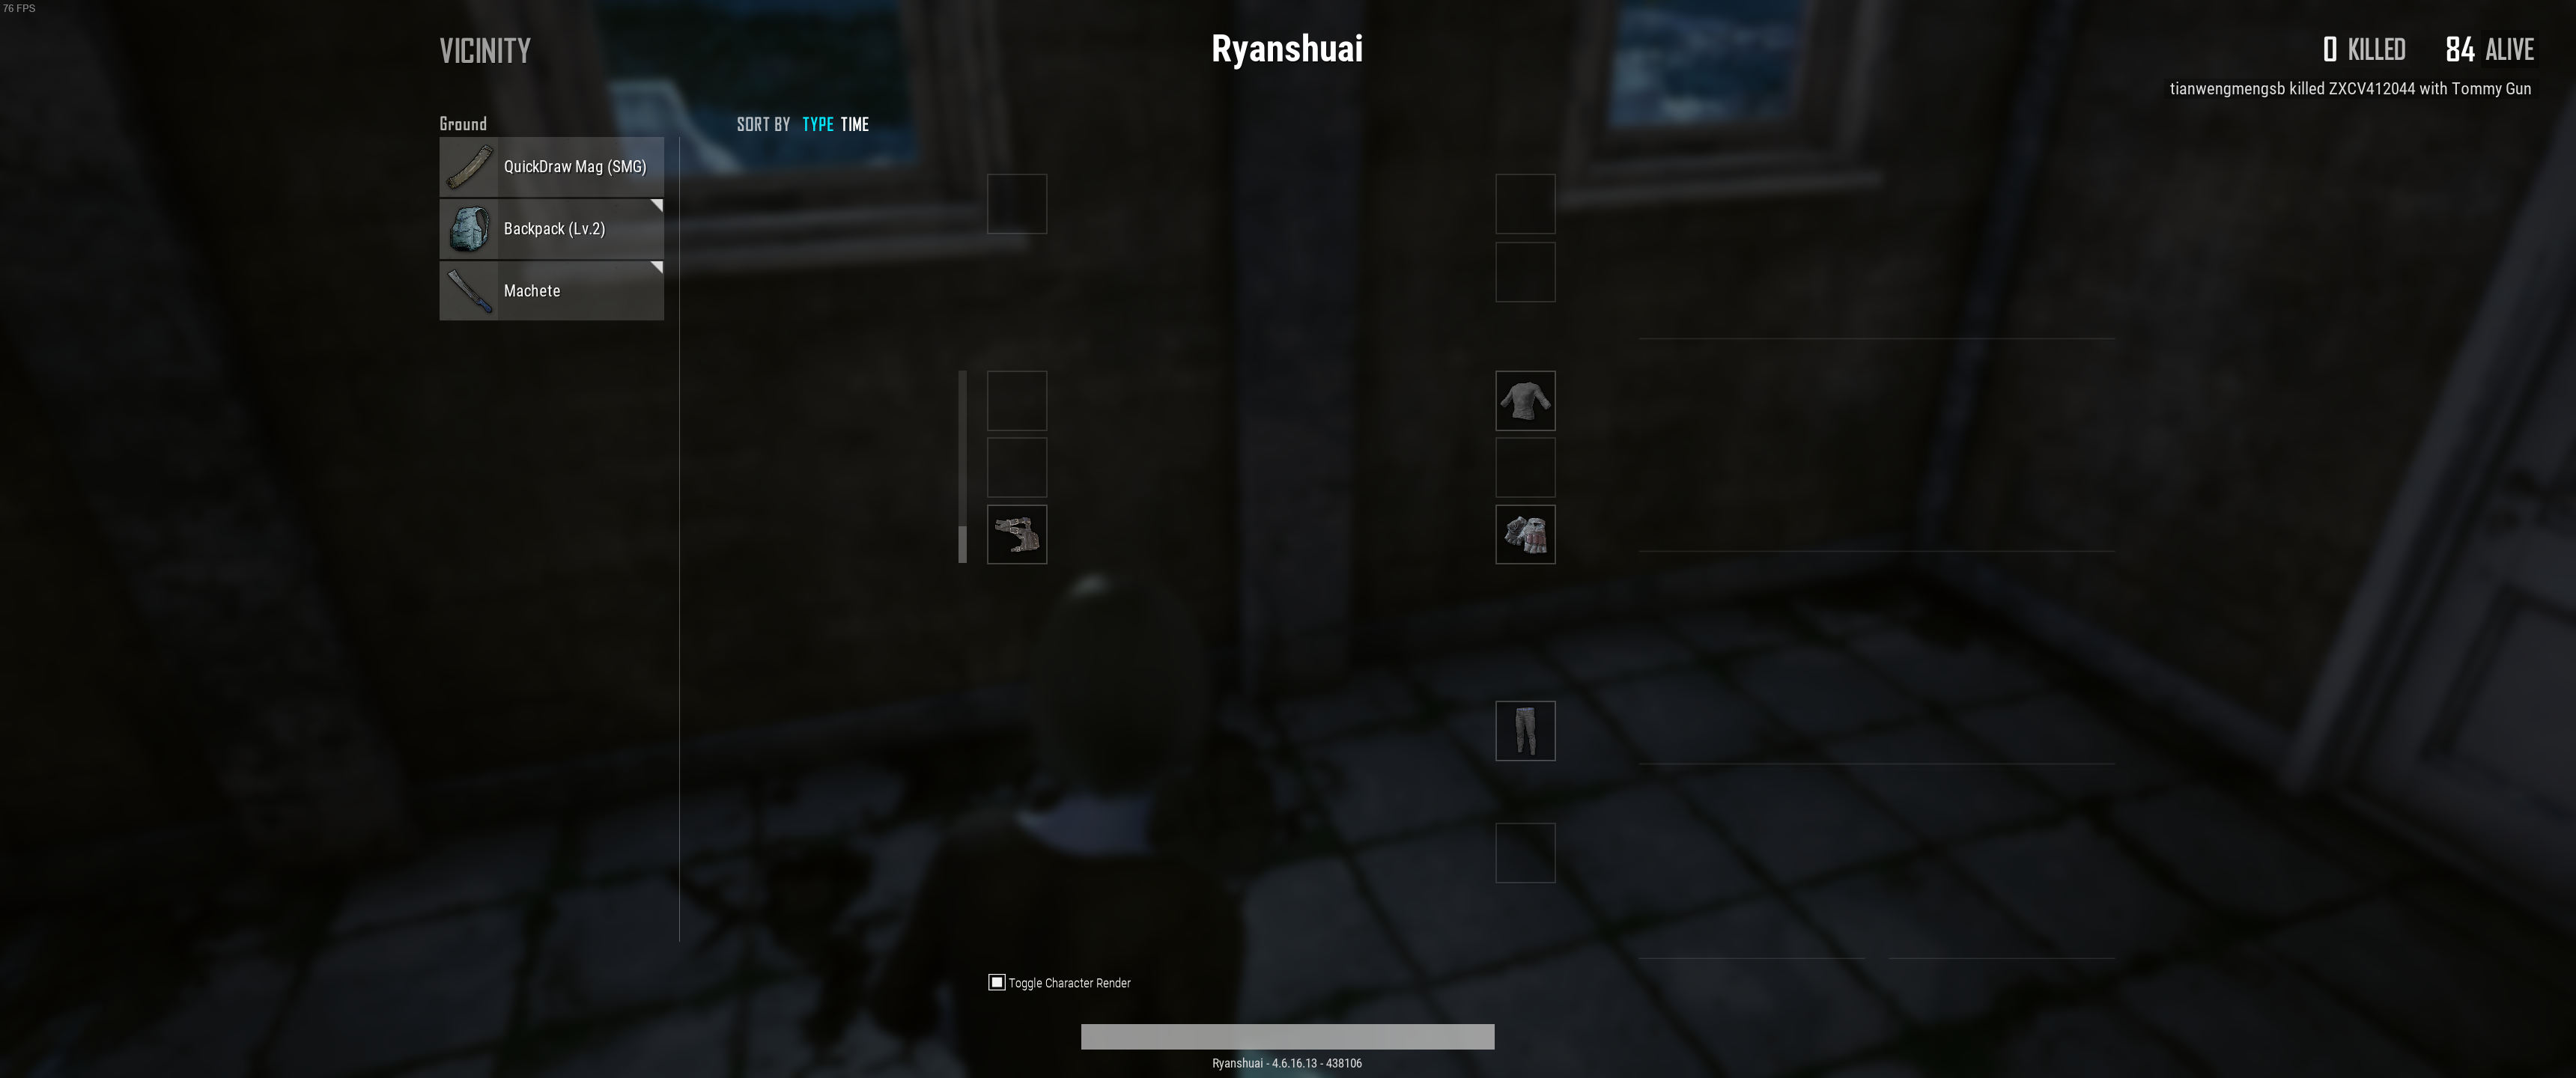 76 FPS
VICINITY
Ryanshuai
0 KILLED 84 ALIVE
tianwengmengsb killed ZXCV412044 with Tommy Gun
Ground
SORT BY TYPE TIME
QuickDraw Mag (SMG)
Backpack (Lv.2)
Machete
Toggle Character Render
Ryanshuai - 4.6.16.13 - 438106